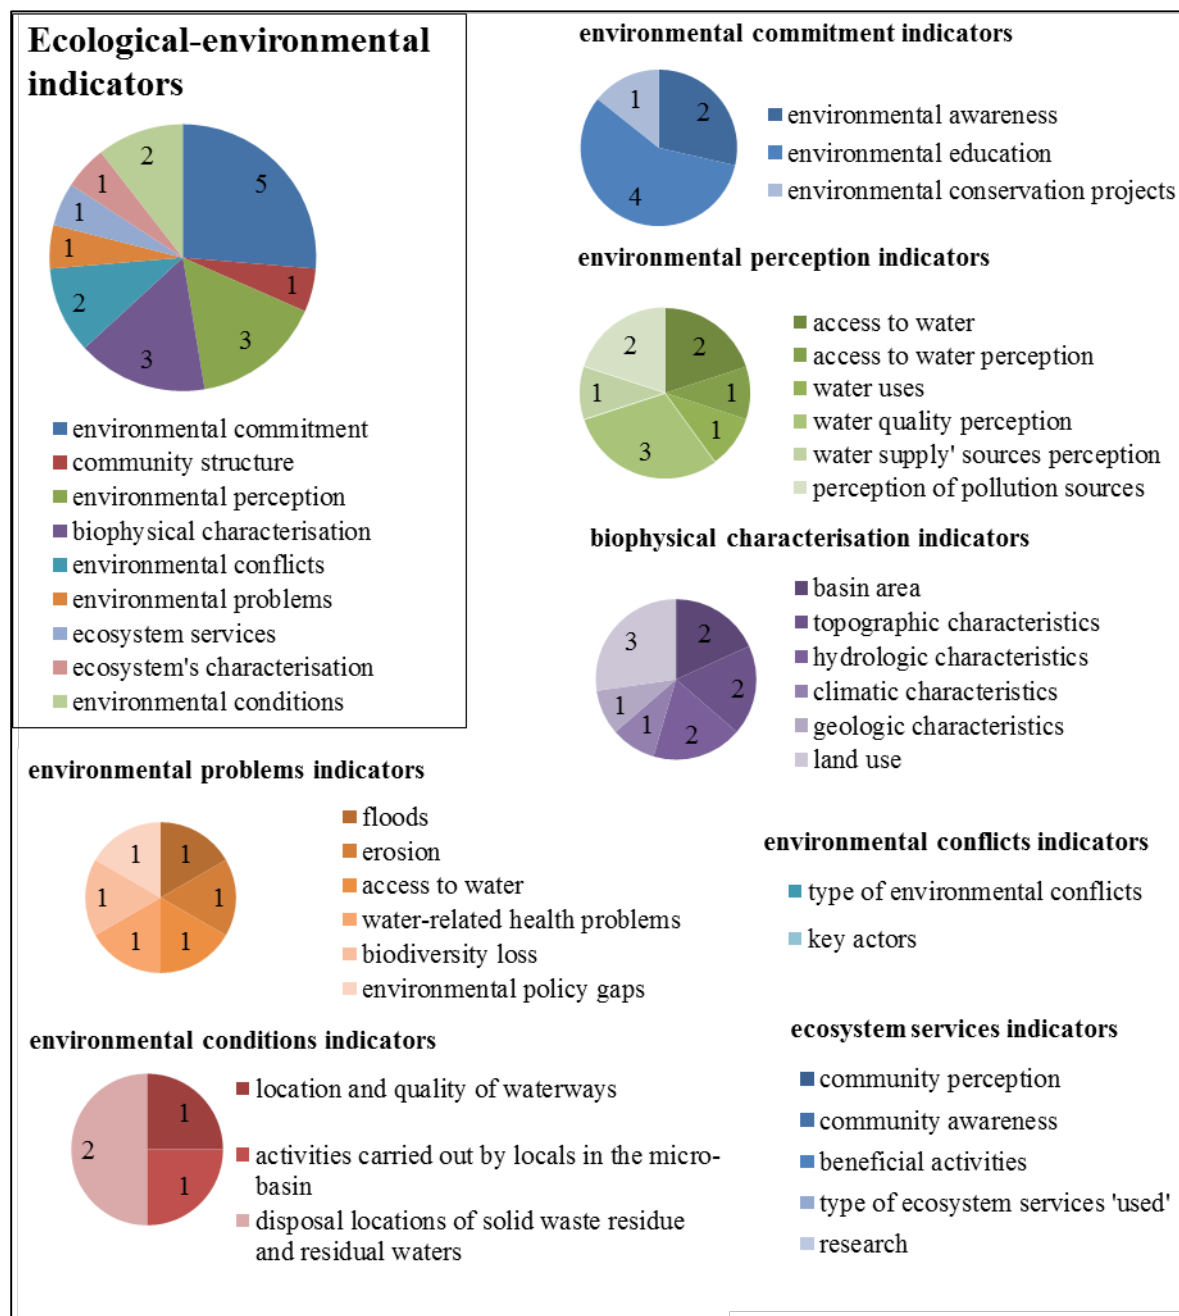 Ecological-environmental
indicators
2
5
1
1
1
1
2
3
3
environmental commitment
community structure
environmental perception
biophysical characterisation
environmental conflicts
environmental problems
ecosystem services
ecosystem's characterisation
environmental conditions
environmental commitment indicators
1
2
4
environmental awareness
environmental education
environmental conservation projects
environmental perception indicators
2
2
1
1
1
3
access to water
access to water perception
water uses
water quality perception
water supply' sources perception
perception of pollution sources
biophysical characterisation indicators
3
2
2
1
1
2
basin area
topographic characteristics
hydrologic characteristics
climatic characteristics
geologic characteristics
land use
environmental problems indicators
1
1
1
1
1
1
floods
erosion
access to water
water-related health problems
biodiversity loss
environmental policy gaps
environmental conflicts indicators
type of environmental conflicts
key actors
environmental conditions indicators
1
2
1
location and quality of waterways
activities carried out by locals in the micro-
basin
disposal locations of solid waste residue
and residual waters
ecosystem services indicators
community perception
community awareness
beneficial activities
type of ecosystem services 'used'
research